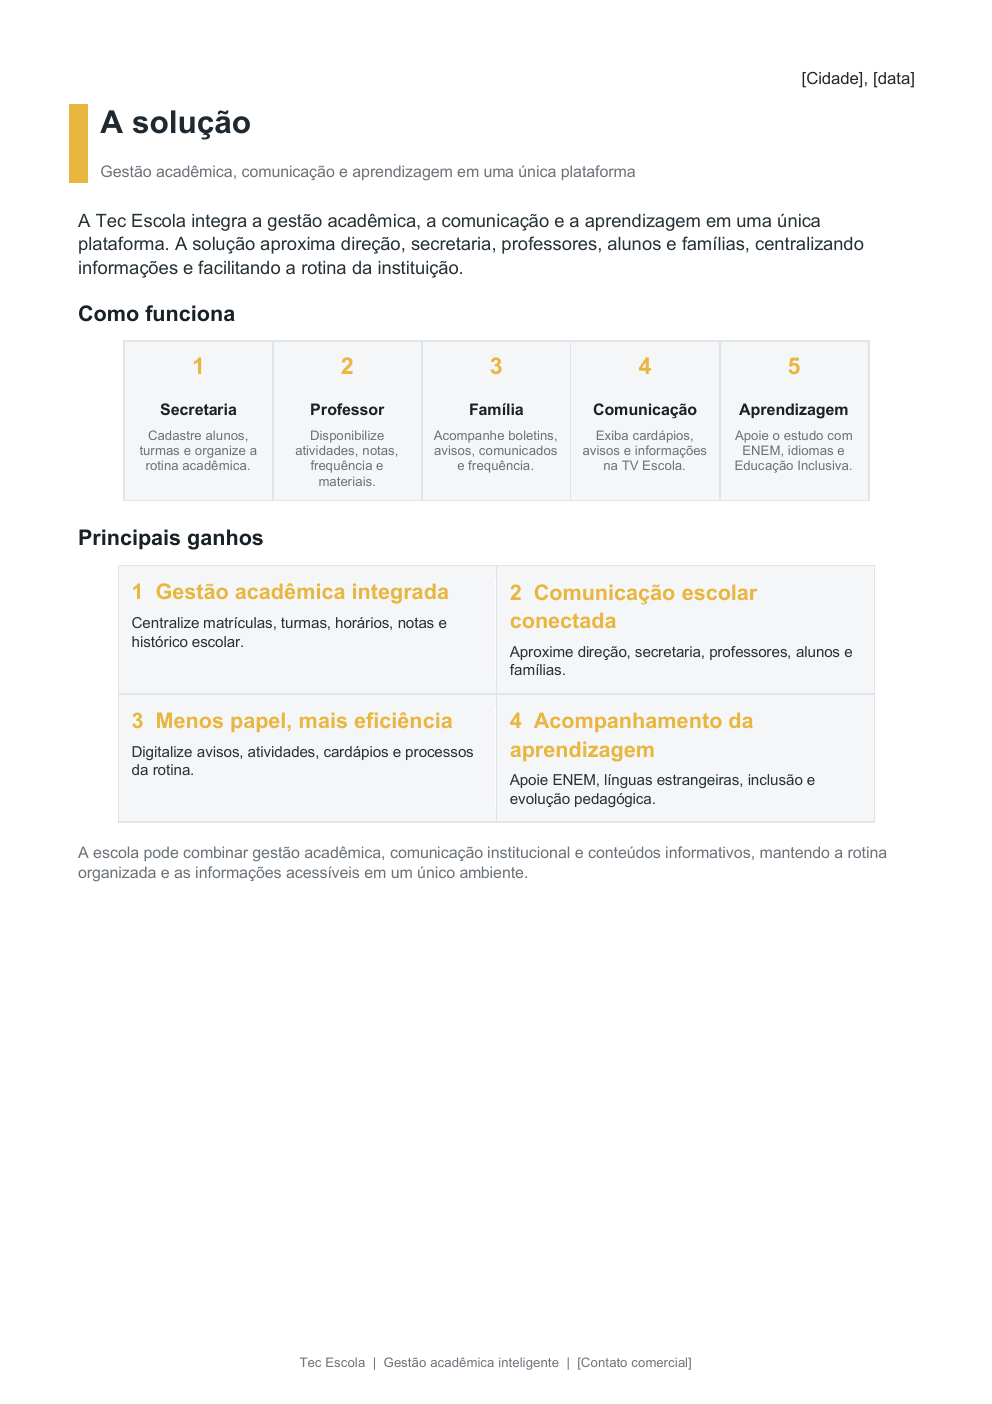 [Cidade], [data]
A solução
Gestão acadêmica, comunicação e aprendizagem em uma única plataforma
A Tec Escola integra a gestão acadêmica, a comunicação e a aprendizagem em uma única
plataforma. A solução aproxima direção, secretaria, professores, alunos e famílias, centralizando
informações e facilitando a rotina da instituição.
Como funciona
1
Secretaria
Cadastre alunos,
turmas e organize a
rotina acadêmica.
2
Professor
Disponibilize
atividades, notas,
frequência e
materiais.
3
Família
Acompanhe boletins,
avisos, comunicados
e frequência.
4
Comunicação
Exiba cardápios,
avisos e informações
na TV Escola.
5
Aprendizagem
Apoie o estudo com
ENEM, idiomas e
Educação Inclusiva.
Principais ganhos
1 Gestão acadêmica integrada
Centralize matrículas, turmas, horários, notas e
histórico escolar.
2 Comunicação escolar
conectada
Aproxime direção, secretaria, professores, alunos e
famílias.
3 Menos papel, mais eficiência
Digitalize avisos, atividades, cardápios e processos
da rotina.
4 Acompanhamento da
aprendizagem
Apoie ENEM, línguas estrangeiras, inclusão e
evolução pedagógica.
A escola pode combinar gestão acadêmica, comunicação institucional e conteúdos informativos, mantendo a rotina
organizada e as informações acessíveis em um único ambiente.
Tec Escola | Gestão acadêmica inteligente | [Contato comercial]